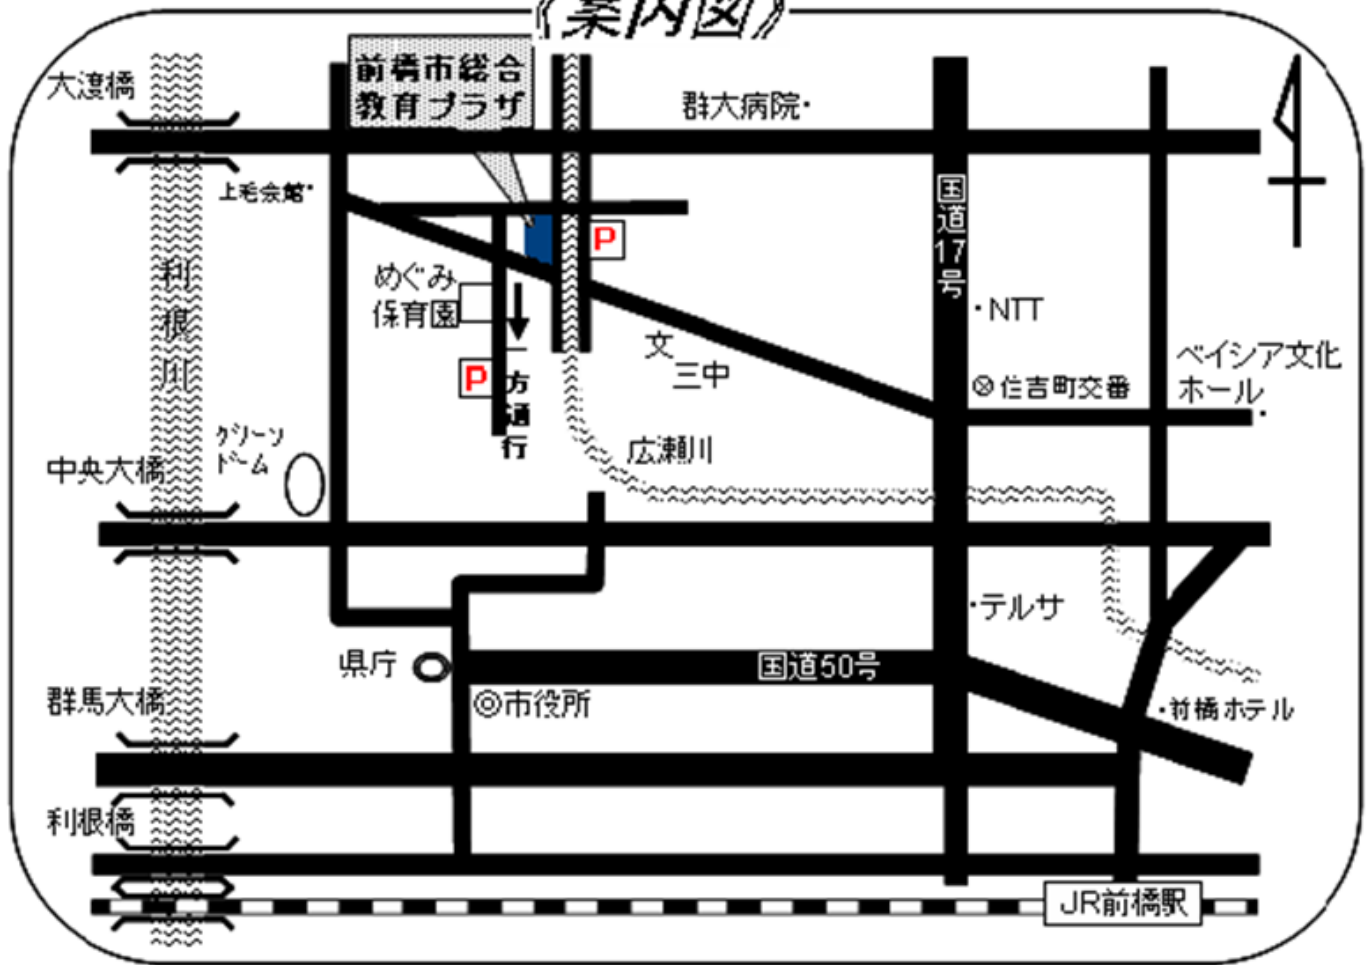 《案内図》
大渡橋
前橋市総合
教育プラザ
群大病院
上毛会館
国道17号
P
利根川
めぐみ
保育園
NTT
文
三中
ベイシア文化
ホール
住吉町交番
P
一方通行
グリーン
ドーム
広瀬川
中央大橋
テルサ
県庁
国道50号
市役所
群馬大橋
前橋ホテル
利根橋
JR前橋駅